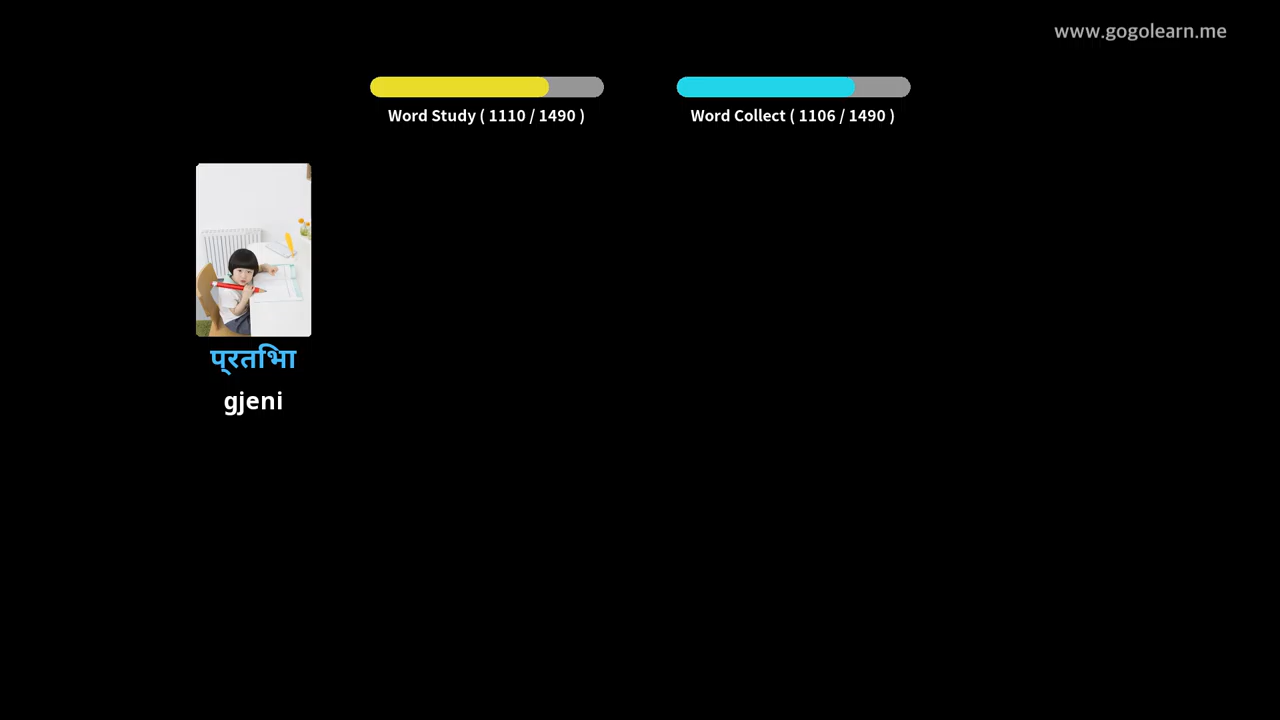 www.gogolearn.me
Word Study ( 1110 / 1490 )
Word Collect ( 1106 / 1490 )
प्रतिभा
gjeni